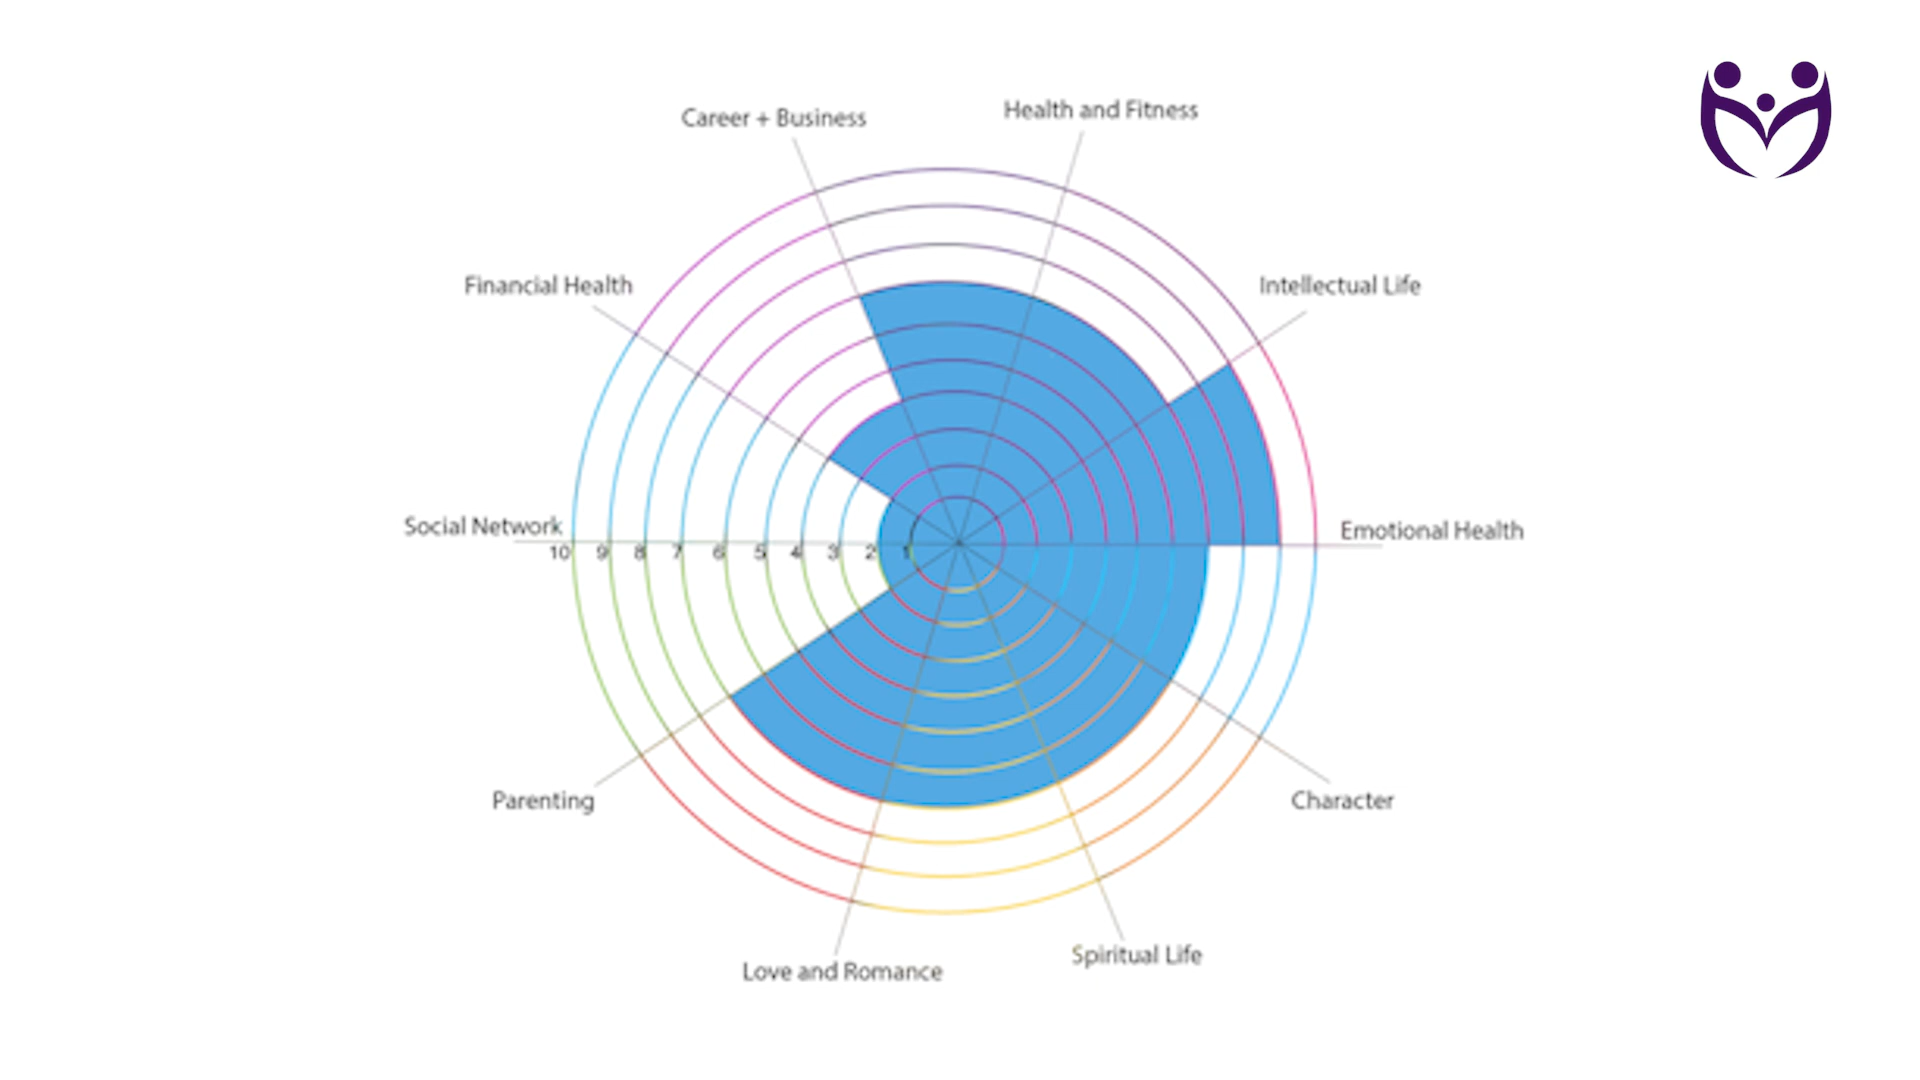 Health and Fitness
Career + Business
Financial Health
Intellectual Life
Social Network
Emotional Health
10 9 8 7 6 5 4 3 2 1
Parenting
Character
Spiritual Life
Love and Romance